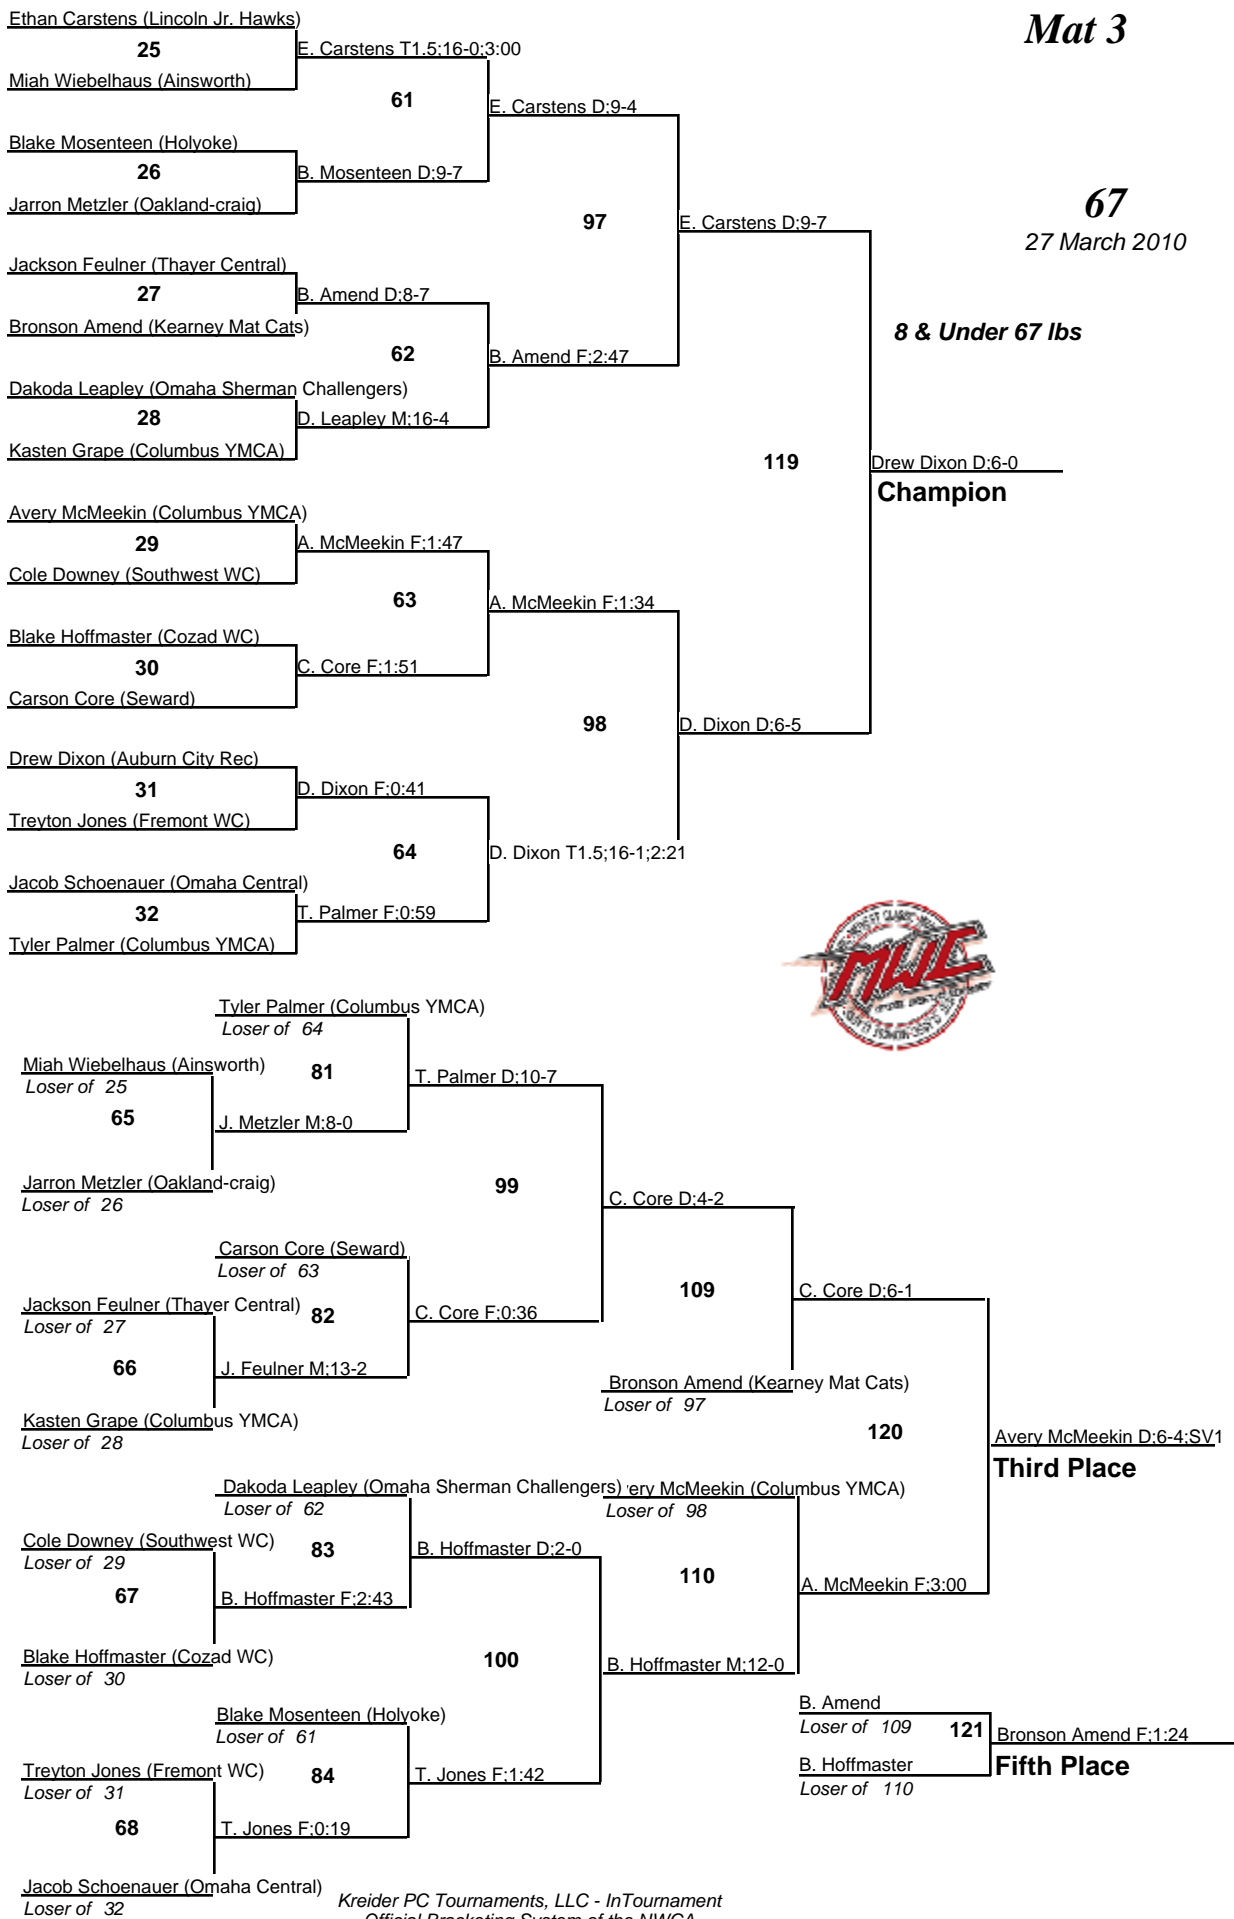 Ethan Carstens (Lincoln Jr. Hawks)
Mat 3
25
E. Carstens T1.5;16-0;3:00
Miah Wiebelhaus (Ainsworth)
61
E. Carstens D;9-4
Blake Mosenteen (Holyoke)
26
B. Mosenteen D;9-7
Jarron Metzler (Oakland-craig)
67
97
E. Carstens D;9-7
27 March 2010
Jackson Feulner (Thayer Central)
27
B. Amend D;8-7
Bronson Amend (Kearney Mat Cats)
8 & Under 67 lbs
62
B. Amend F;2:47
Dakoda Leapley (Omaha Sherman Challengers)
28
D. Leapley M;16-4
Kasten Grape (Columbus YMCA)
119
Drew Dixon D;6-0
Champion
Avery McMeekin (Columbus YMCA)
29
A. McMeekin F;1:47
Cole Downey (Southwest WC)
63
A. McMeekin F;1:34
Blake Hoffmaster (Cozad WC)
30
C. Core F;1:51
Carson Core (Seward)
98
D. Dixon D;6-5
Drew Dixon (Auburn City Rec)
31
D. Dixon F;0:41
Treyton Jones (Fremont WC)
64
D. Dixon T1.5;16-1;2:21
Jacob Schoenauer (Omaha Central)
32
T. Palmer F;0:59
Tyler Palmer (Columbus YMCA)
MWC
Tyler Palmer (Columbus YMCA)
Loser of 64
Miah Wiebelhaus (Ainsworth)
Loser of 25
81
T. Palmer D;10-7
65
J. Metzler M;8-0
Jarron Metzler (Oakland-craig)
Loser of 26
99
C. Core D;4-2
Carson Core (Seward)
Loser of 63
109
C. Core D;6-1
Jackson Feulner (Thayer Central)
Loser of 27
82
C. Core F;0:36
66
J. Feulner M;13-2
Bronson Amend (Kearney Mat Cats)
Loser of 97
Kasten Grape (Columbus YMCA)
Loser of 28
120
Avery McMeekin D;6-4;SV1
Third Place
Dakoda Leapley (Omaha Sherman Challengers)
Loser of 62
very McMeekin (Columbus YMCA)
Loser of 98
Cole Downey (Southwest WC)
Loser of 29
83
B. Hoffmaster D;2-0
110
A. McMeekin F;3:00
67
B. Hoffmaster F;2:43
Blake Hoffmaster (Cozad WC)
Loser of 30
100
B. Hoffmaster M;12-0
Blake Mosenteen (Holyoke)
Loser of 61
B. Amend
Loser of 109
121
Bronson Amend F;1:24
Fifth Place
B. Hoffmaster
Loser of 110
Treyton Jones (Fremont WC)
Loser of 31
84
T. Jones F;1:42
68
T. Jones F;0:19
Jacob Schoenauer (Omaha Central)
Loser of 32
Kreider PC Tournaments, LLC - InTournament
Official Bracketing System of the NWCA